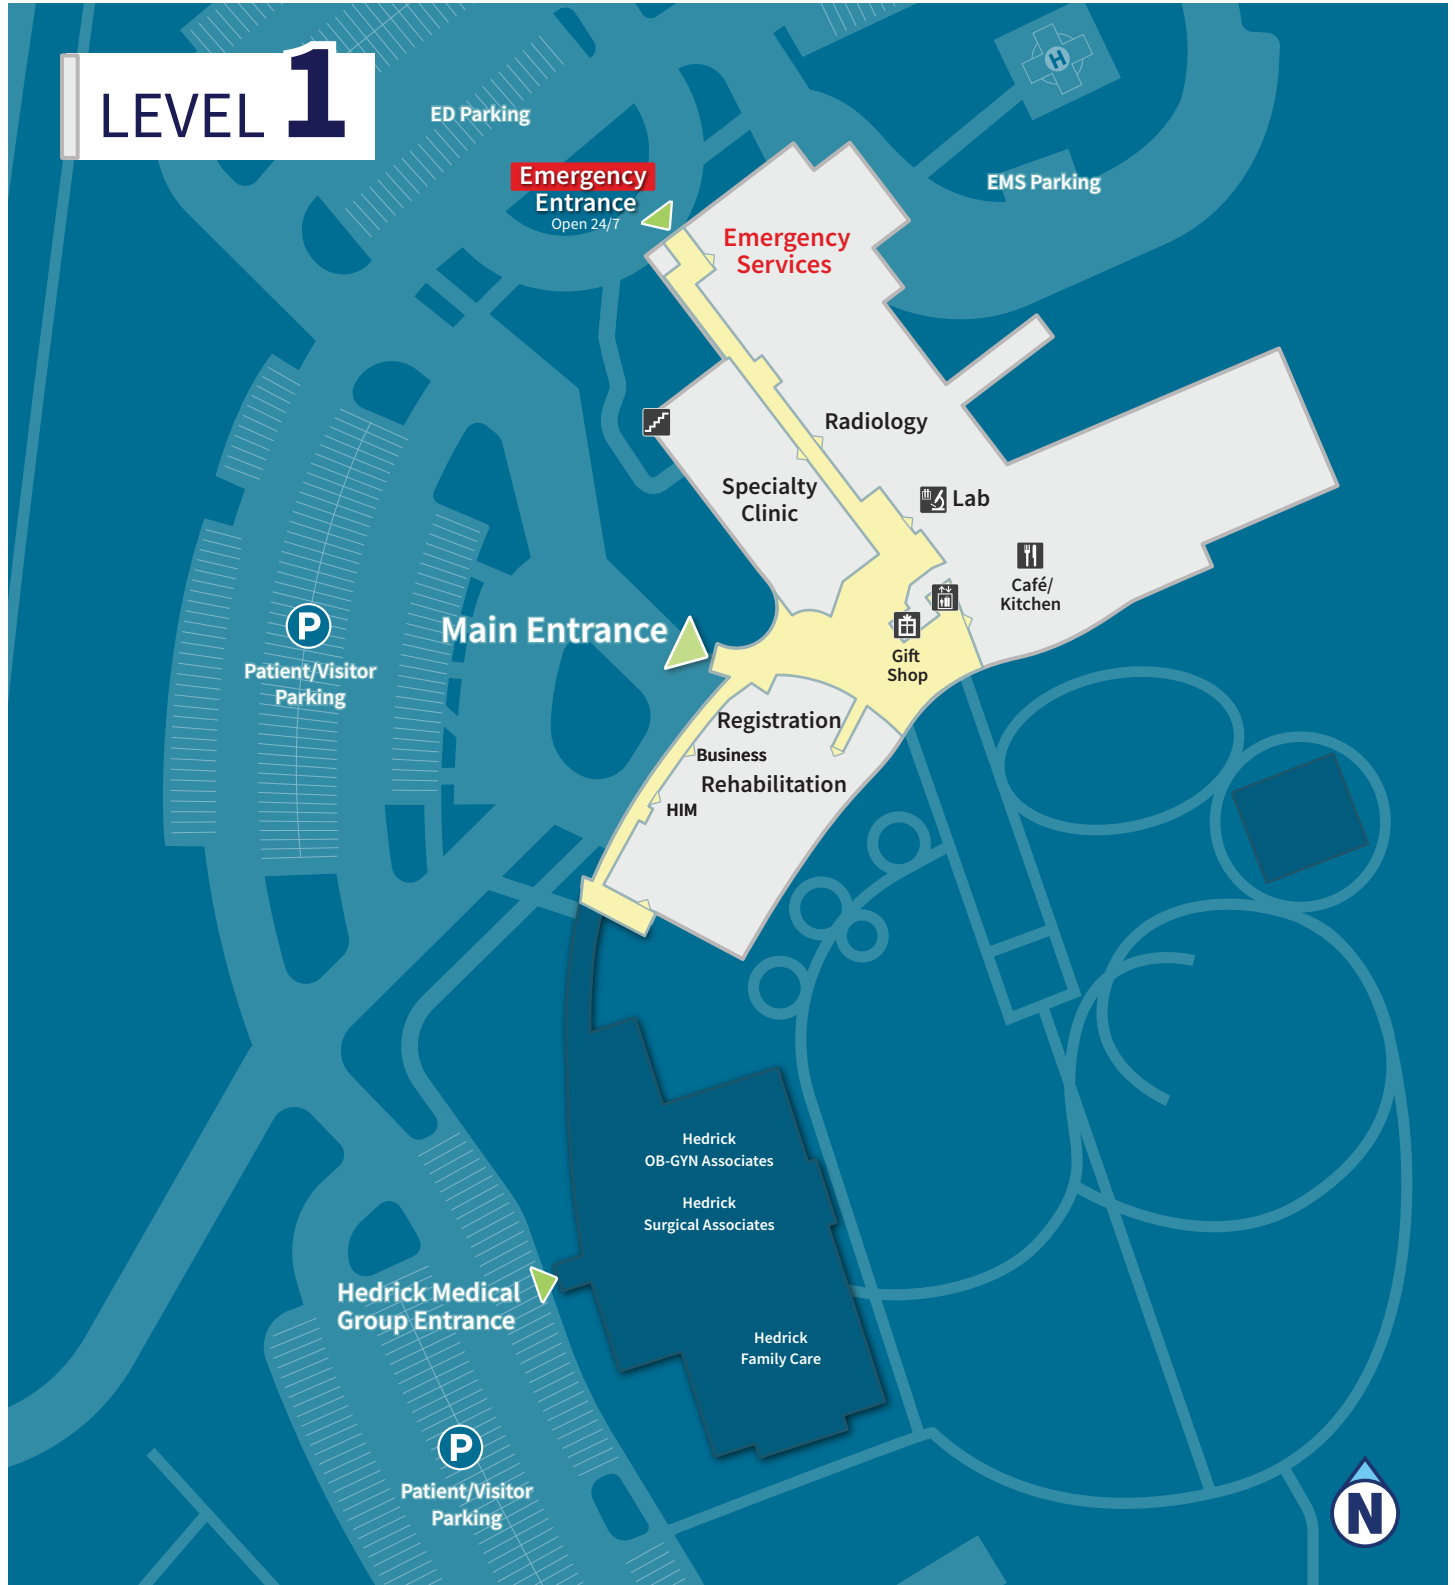 LEVEL 1
H
ED Parking
Emergency
Entrance
Open 24/7
EMS Parking
Emergency
Services
Radiology
Specialty
Clinic
Lab
Café/
Kitchen
Main Entrance
Gift
Shop
P
Patient/Visitor
Parking
Registration
Business
Rehabilitation
HIM
Hedrick
OB-GYN Associates
Hedrick
Surgical Associates
Hedrick Medical
Group Entrance
Hedrick
Family Care
P
Patient/Visitor
Parking
N